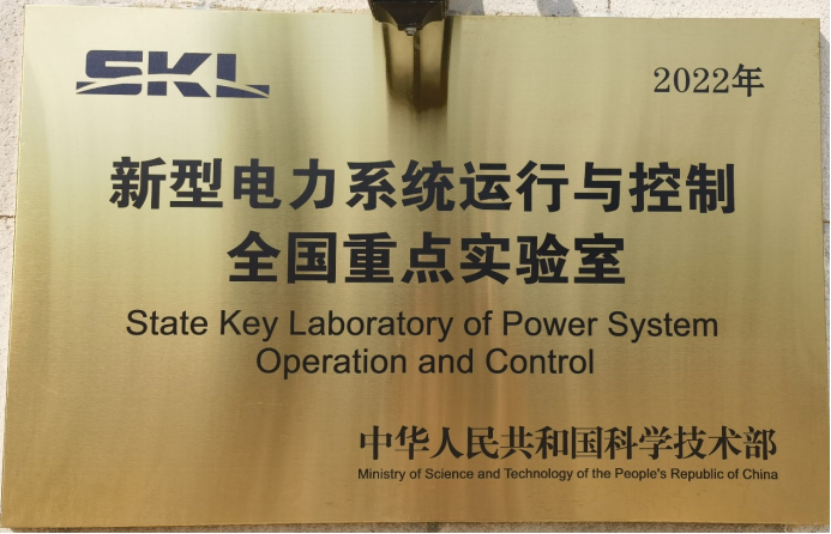 SKL
2022年
新型电力系统运行与控制
全国重点实验室
State Key Laboratory of Power System
Operation and Control
中华人民共和国科学技术部
Ministry of Science and Technology of the People's Republic of China